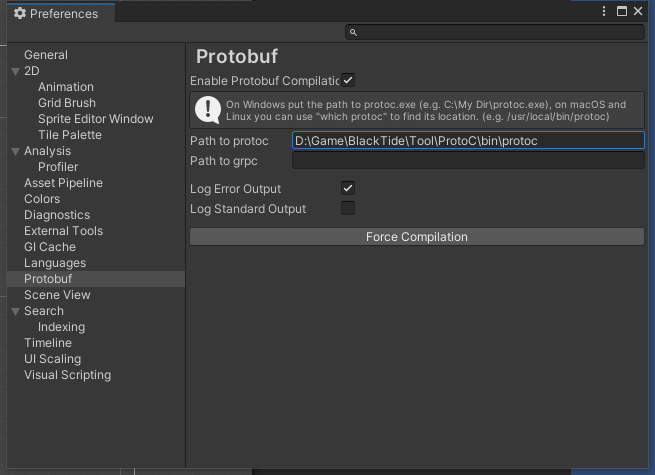 Preferences
General
2D
Animation
Grid Brush
Sprite Editor Window
Tile Palette
Analysis
Profiler
Asset Pipeline
Colors
Diagnostics
External Tools
GI Cache
Languages
Protobuf
Scene View
Search
Indexing
Timeline
UI Scaling
Visual Scripting
Protobuf
Enable Protobuf Compilatic
On Windows put the path to protoc.exe (e.g. C:\My Dir\protoc.exe), on macOS and
Linux you can use "which protoc" to find its location. (e.g. /usr/local/bin/protoc)
Path to protoc D:\Game\BlackTide\Tool\ProtoC\bin\protoc
Path to grpc
Log Error Output
Log Standard Output
Force Compilation